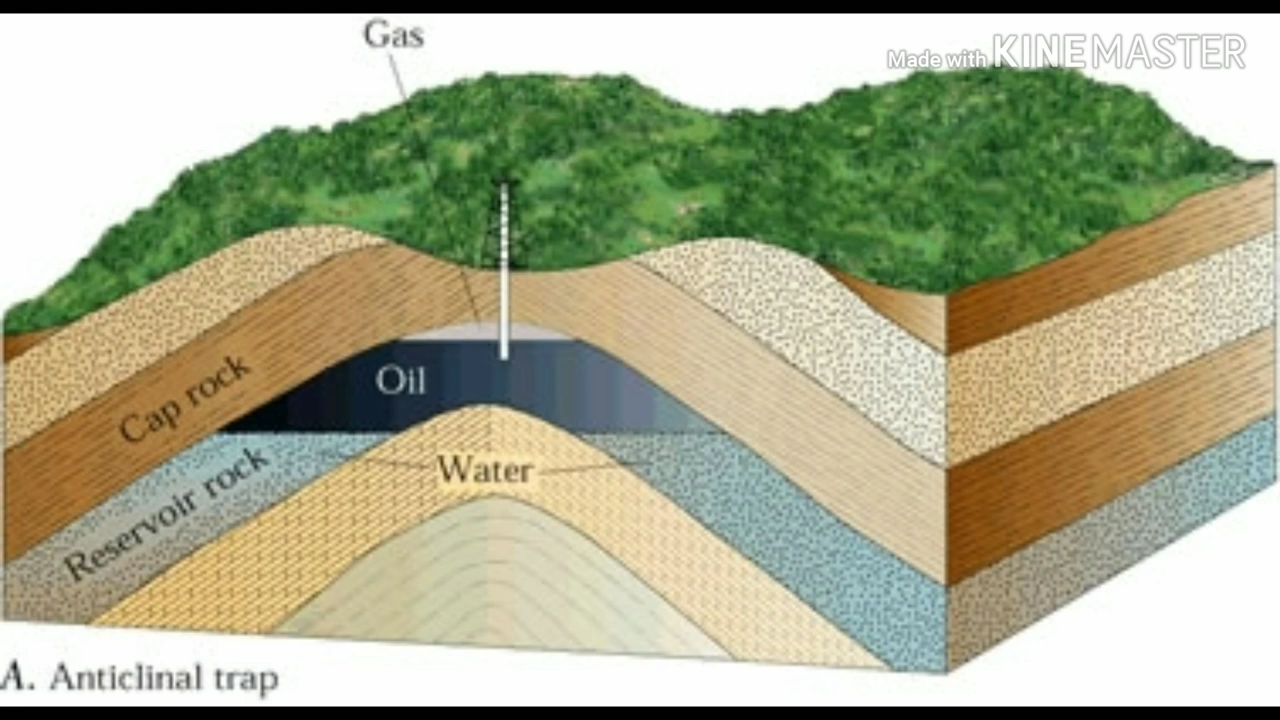 Gas
Made with KINEMASTER
Oil
Cap rock
Water
Reservoir rock
A. Anticlinal trap